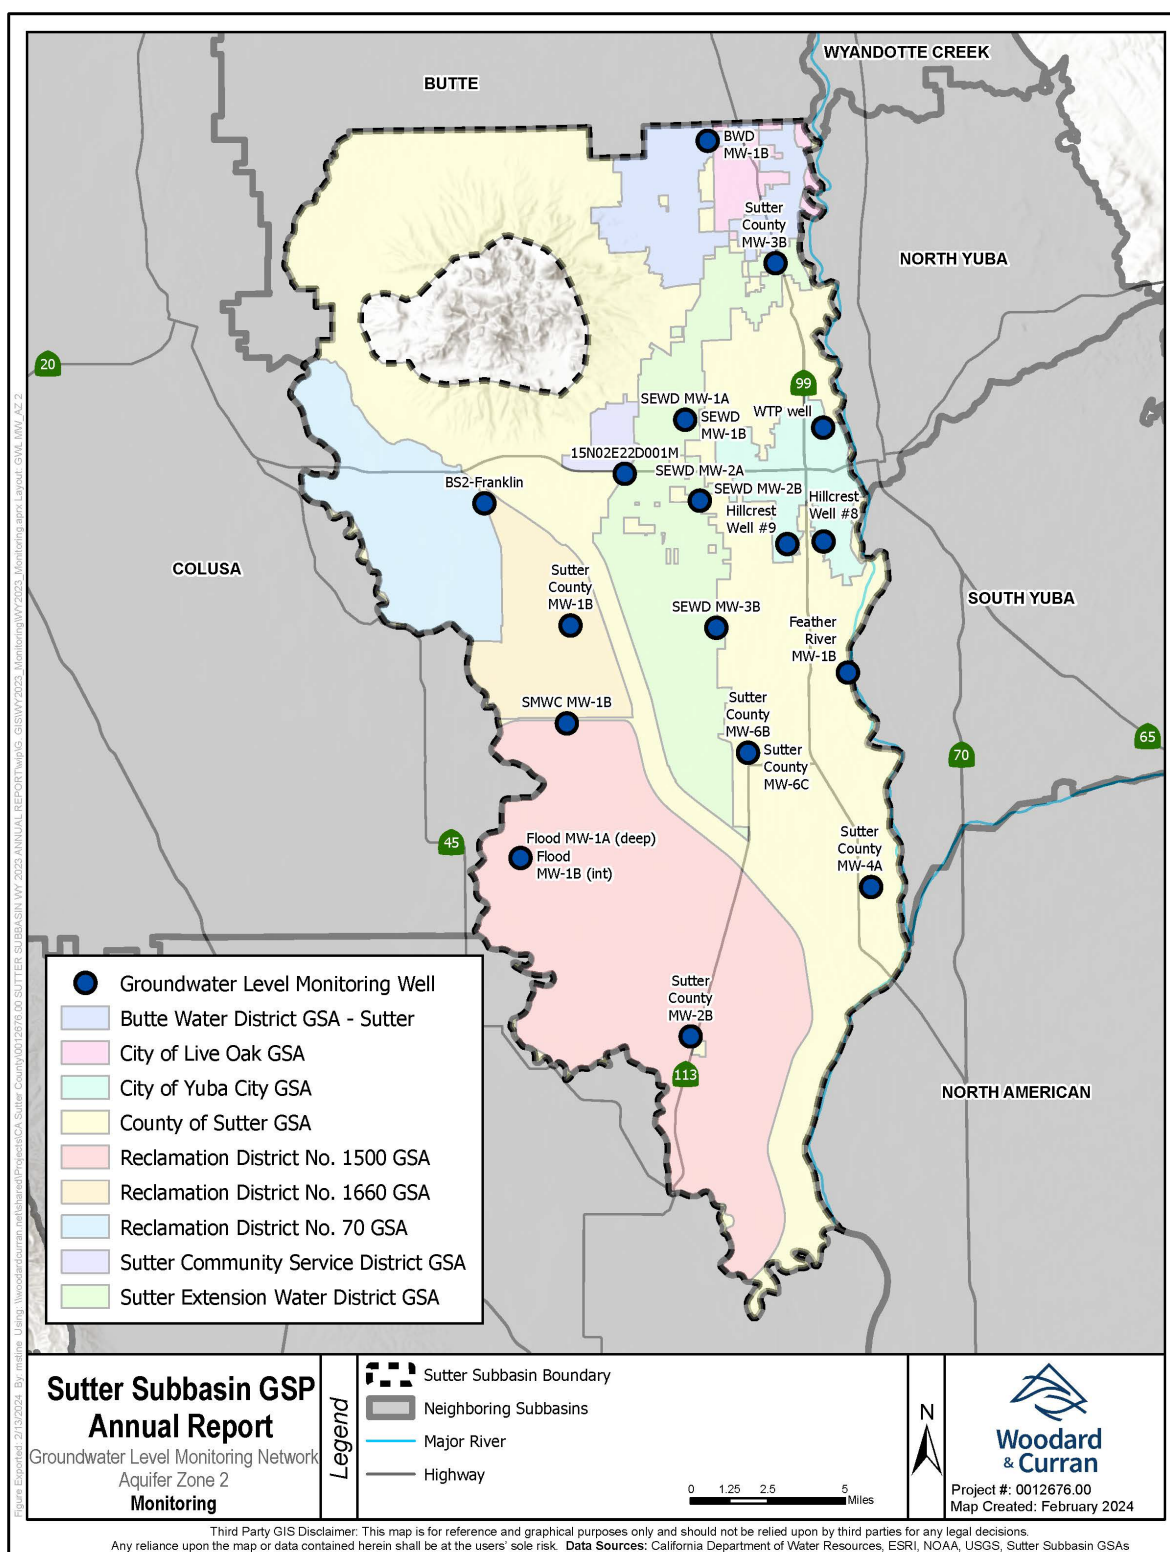 WYANDOTTE CREEK
BUTTE
BWD
MW-1B
Sutter
County
MW-3B
NORTH YUBA
20
99
SEWD MW-1A
SEWD
MW-1B
WTP well
15N02E22D001M
SEWD MW-2A
BS2-Franklin
SEWD MW-2B
Hillcrest
Well #8
Hillcrest
Well #9
COLUSA
Sutter
County
MW-1B
SOUTH YUBA
SEWD MW-3B
Feather
River
MW-1B
SMWC MW-1B
Sutter
County
MW-6B
Sutter
County
MW-6C
65
70
45
Flood MW-1A (deep)
Flood
MW-1B (int)
Sutter
County
MW-4A
Sutter
County
MW-2B
113
NORTH AMERICAN
Groundwater Level Monitoring Well
Butte Water District GSA - Sutter
City of Live Oak GSA
City of Yuba City GSA
County of Sutter GSA
Reclamation District No. 1500 GSA
Reclamation District No. 1660 GSA
Reclamation District No. 70 GSA
Sutter Community Service District GSA
Sutter Extension Water District GSA
Sutter Subbasin GSP
Annual Report
Groundwater Level Monitoring Network
Aquifer Zone 2
Monitoring
Legend
Sutter Subbasin Boundary
Neighboring Subbasins
Major River
Highway
0 1.25 2.5 5
Miles
N
Woodard
& Curran
Project #: 0012676.00
Map Created: February 2024
Third Party GIS Disclaimer: This map is for reference and graphical purposes only and should not be relied upon by third parties for any legal decisions.
Any reliance upon the map or data contained herein shall be at the users' sole risk. Data Sources: California Department of Water Resources, ESRI, NOAA, USGS, Sutter Subbasin GSAs